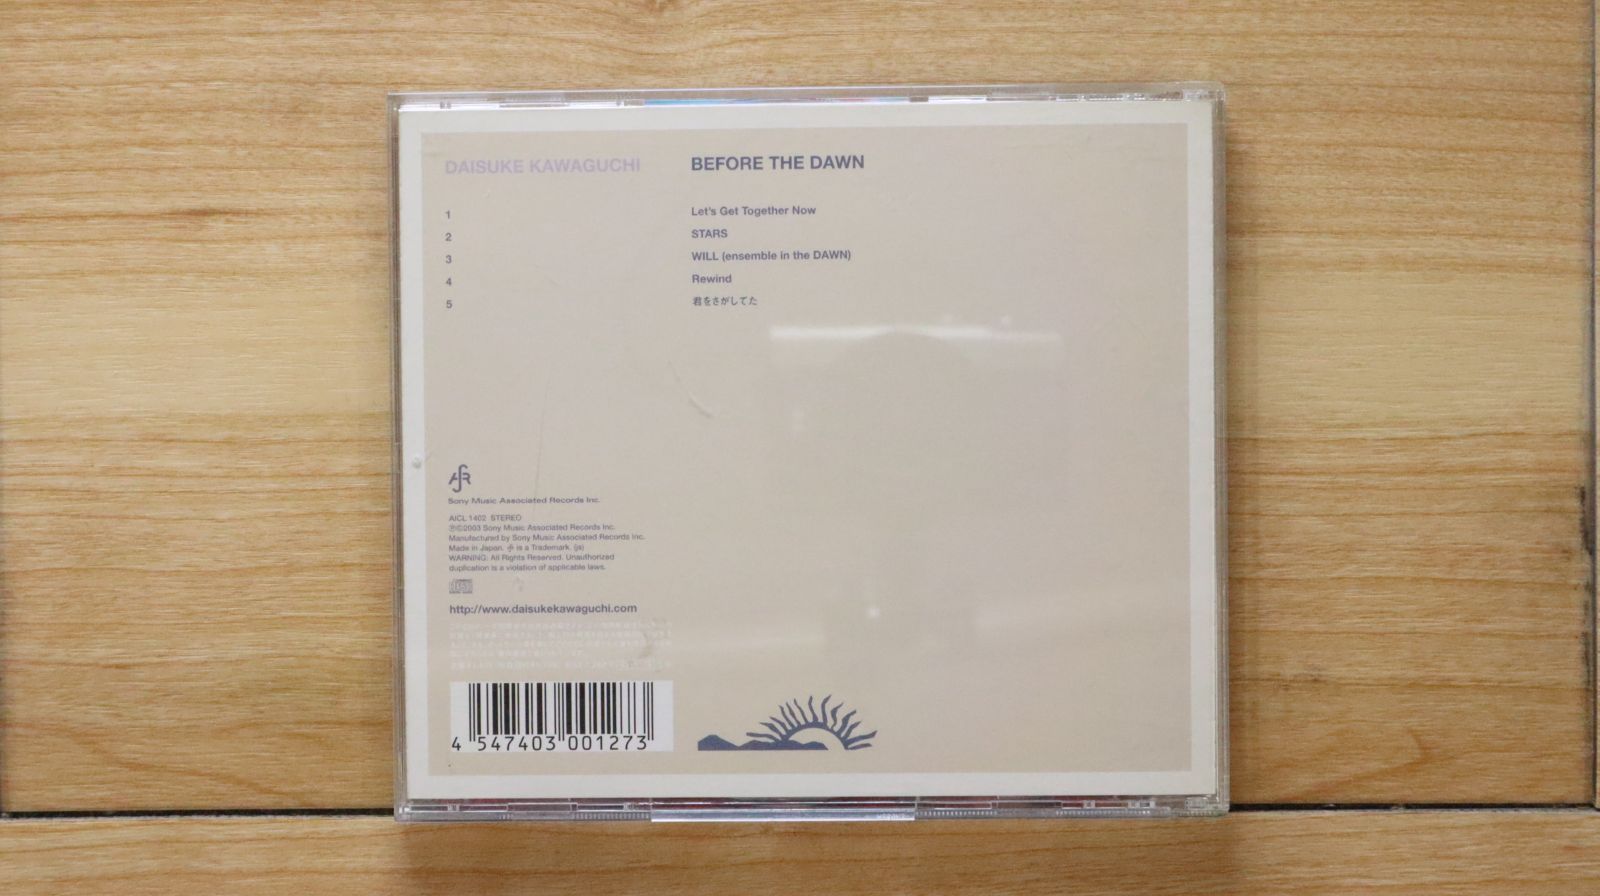 DAISUKE KAWAGUCHI
BEFORE THE DAWN
1 Let's Get Together Now
2 STARS
3 WILL (ensemble in the DAWN)
4 Rewind
5 君をさがしてた
Sony Music Associated Records Inc.
AICL 1402 STEREO
℗©2003 Sony Music Associated Records Inc.
Manufactured by Sony Music Associated Records Inc.
Made in Japan. is a Trademark. (js)
WARNING: All Rights Reserved. Unauthorized
duplication is a violation of applicable laws.
http://www.daisukekawaguchi.com
4 547403 001273